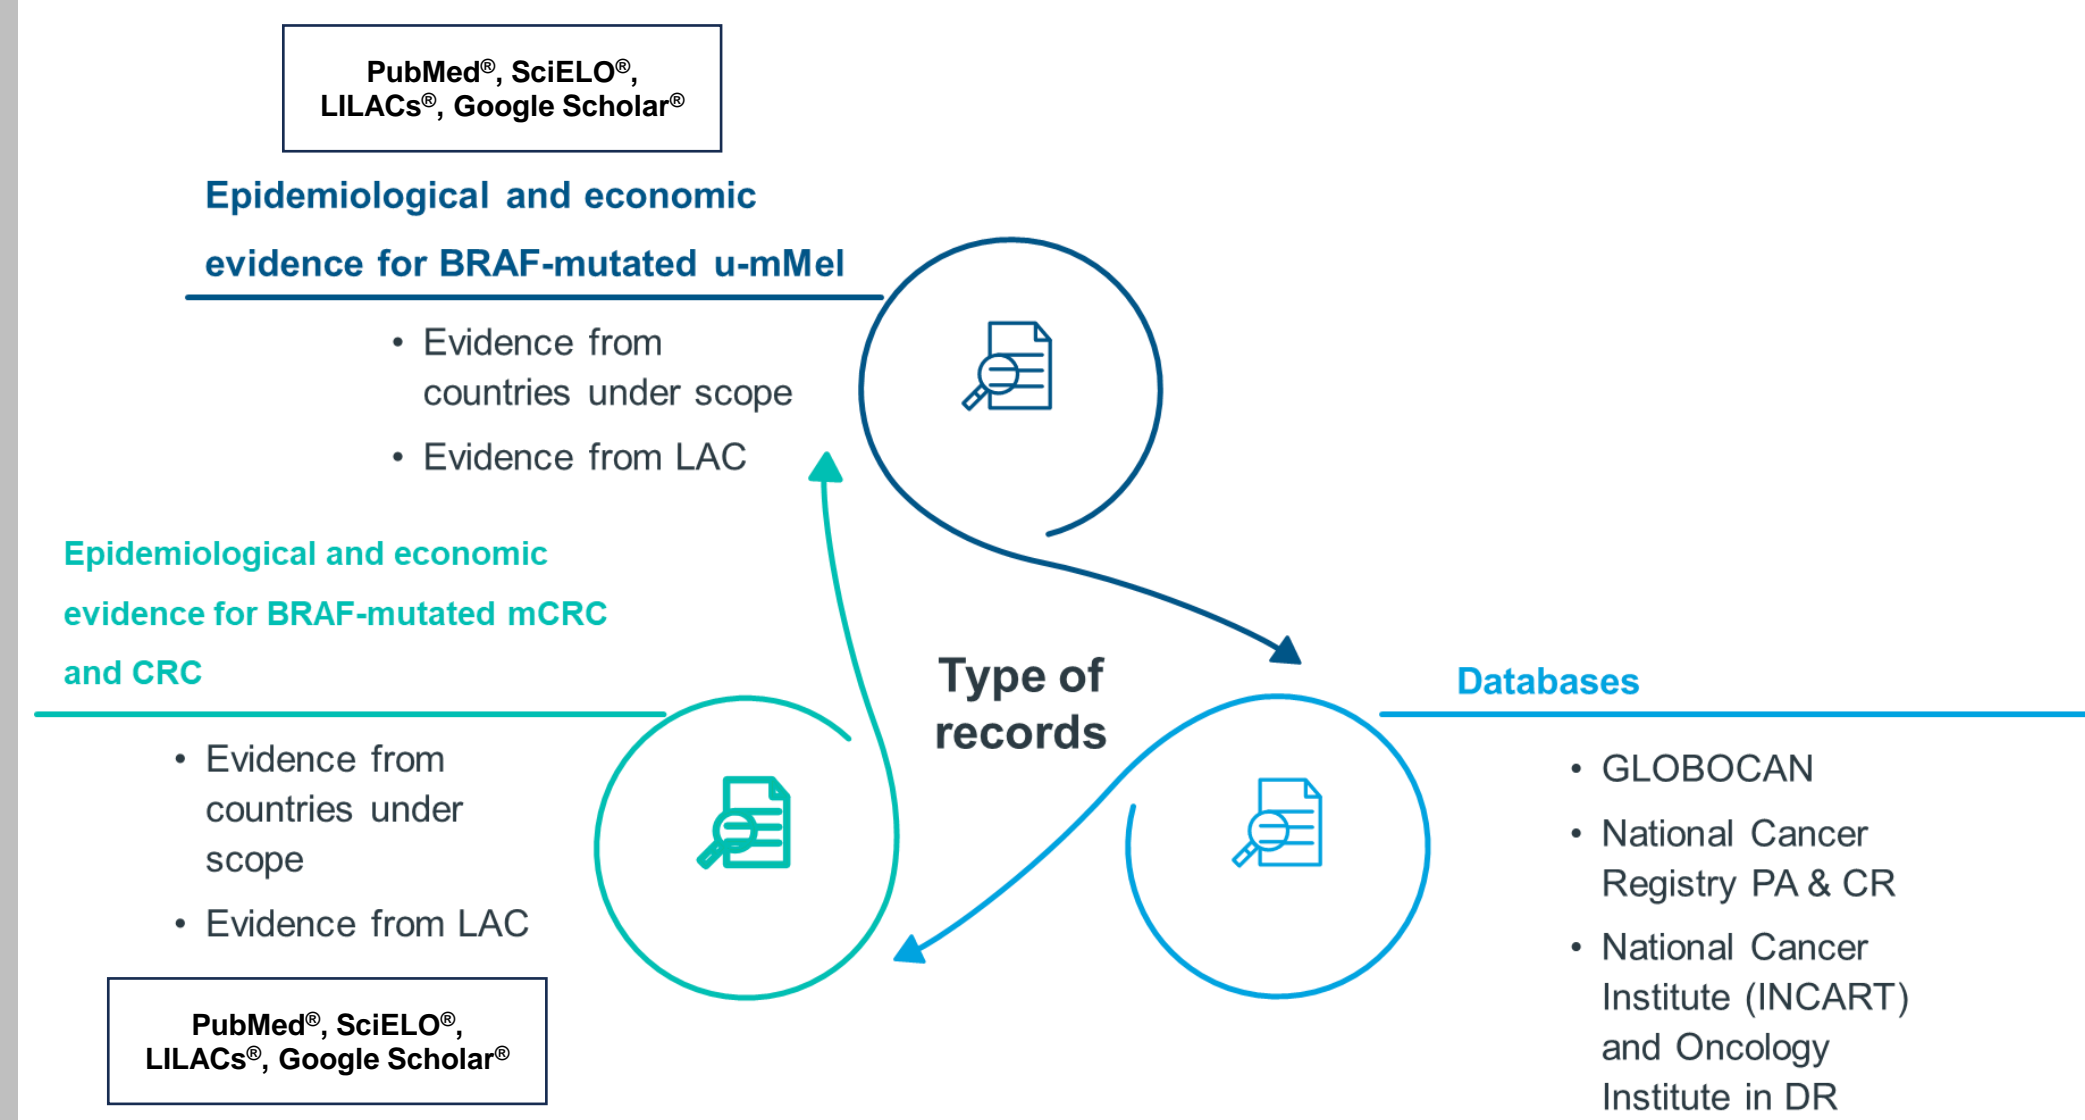 PubMed®, SciELO®,
LILACs®, Google Scholar®
Epidemiological and economic
evidence for BRAF-mutated u-mMel
• Evidence from
countries under scope
• Evidence from LAC
Epidemiological and economic
evidence for BRAF-mutated mCRC
and CRC
• Evidence from
countries under
scope
• Evidence from LAC
PubMed®, SciELO®,
LILACs®, Google Scholar®
Type of
records
Databases
• GLOBOCAN
• National Cancer
Registry PA & CR
• National Cancer
Institute (INCART)
and Oncology
Institute in DR